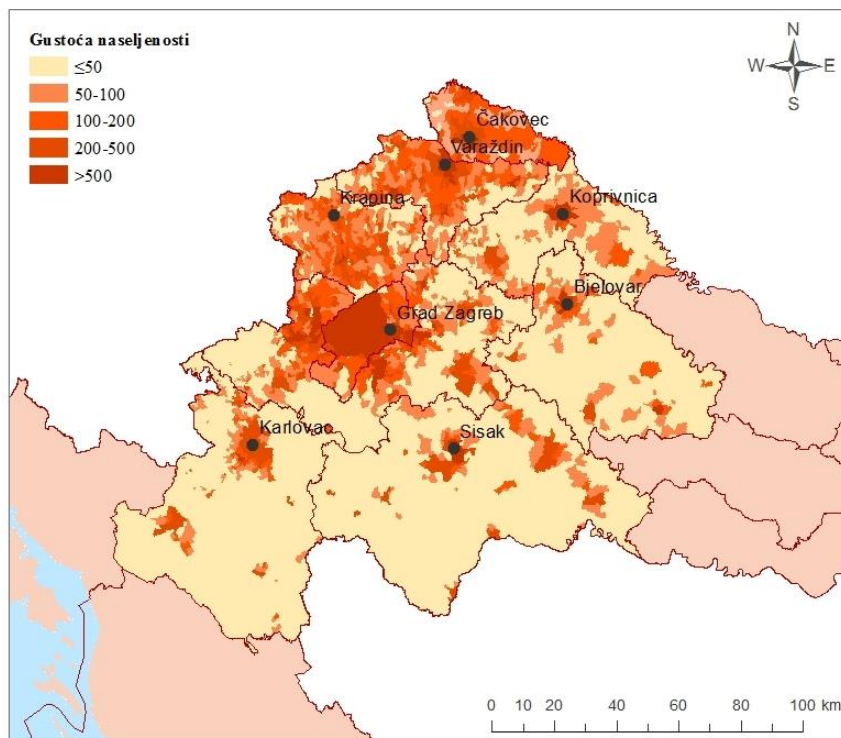 Gustoća naseljenosti
≤50
50-100
100-200
200-500
>500
N
W E
S
Čakovec
Varaždin
Krapina
Koprivnica
Bjelovar
Grad Zagreb
Karlovac
Sisak
0 10 20 40 60 80 100 km